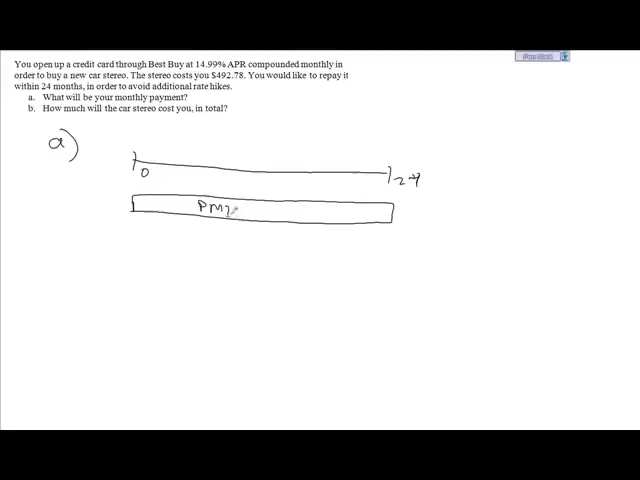 You open up a credit card through Best Buy at 14.99% APR compounded monthly in
order to buy a new car stereo. The stereo costs you $492.78. You would like to repay it
within 24 months, in order to avoid additional rate hikes.
a. What will be your monthly payment?
b. How much will the car stereo cost you, in total?
a)
0
24